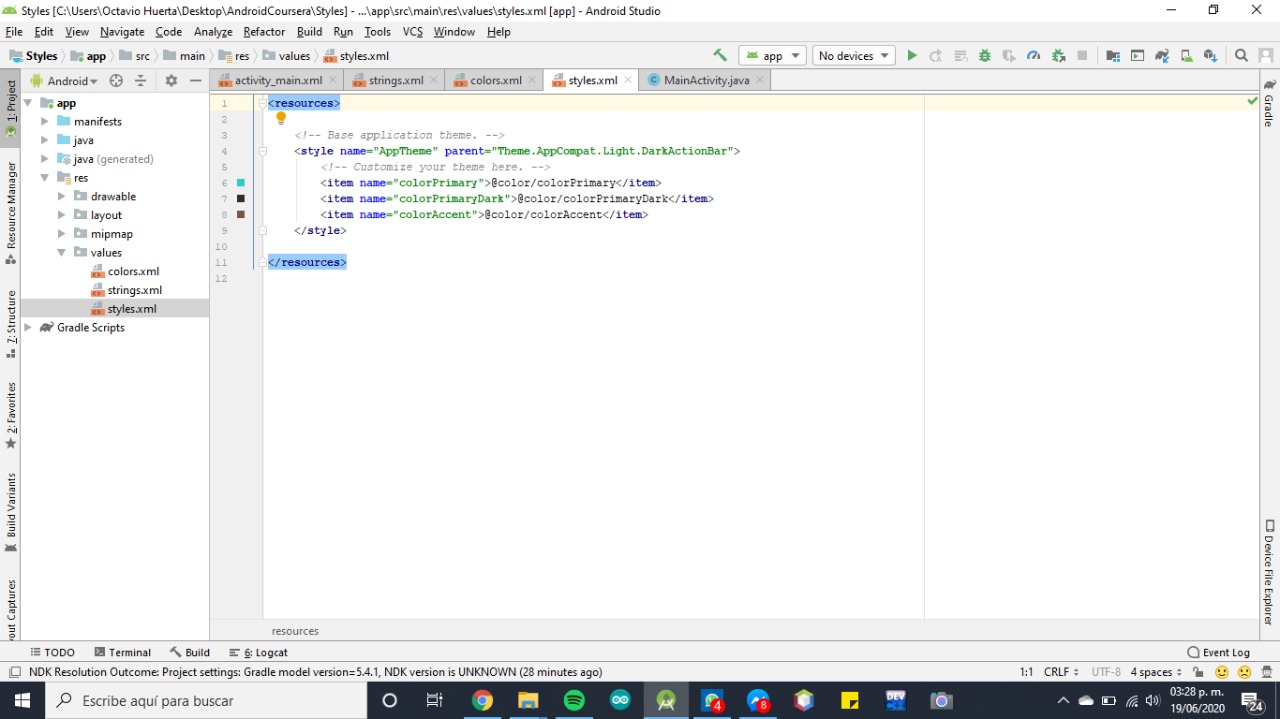 Styles [C:\Users\Octavio Huerta\Desktop\AndroidCoursera\Styles] - ...\app\src\main\res\values\styles.xml [app] - Android Studio
File Edit View Navigate Code Analyze Refactor Build Run Tools VCS Window Help
Styles app src main res values styles.xml app No devices
Android activity_main.xml strings.xml colors.xml styles.xml MainActivity.java
1: Project
Resource Manager
Z: Structure
2: Favorites
Build Variants
out Captures
app
manifests
java
java (generated)
res
drawable
layout
mipmap
values
colors.xml
strings.xml
styles.xml
Gradle Scripts
1 <resources>
2
3 <!-- Base application theme. -->
4 <style name="AppTheme" parent="Theme.AppCompat.Light.DarkActionBar">
5 <!-- Customize your theme here. -->
6 <item name="colorPrimary">@color/colorPrimary</item>
7 <item name="colorPrimaryDark">@color/colorPrimaryDark</item>
8 <item name="colorAccent">@color/colorAccent</item>
9 </style>
10
11 </resources>
12
Gradle
Device File Explorer
resources
TODO Terminal Build 6: Logcat Event Log
NDK Resolution Outcome: Project settings: Gradle model version=5.4.1, NDK version is UNKNOWN (28 minutes ago) 1:1 CRLF UTF-8 4 spaces
Escribe aquí para buscar 4 8 DEV 03:28 p. m.
19/06/2020 24